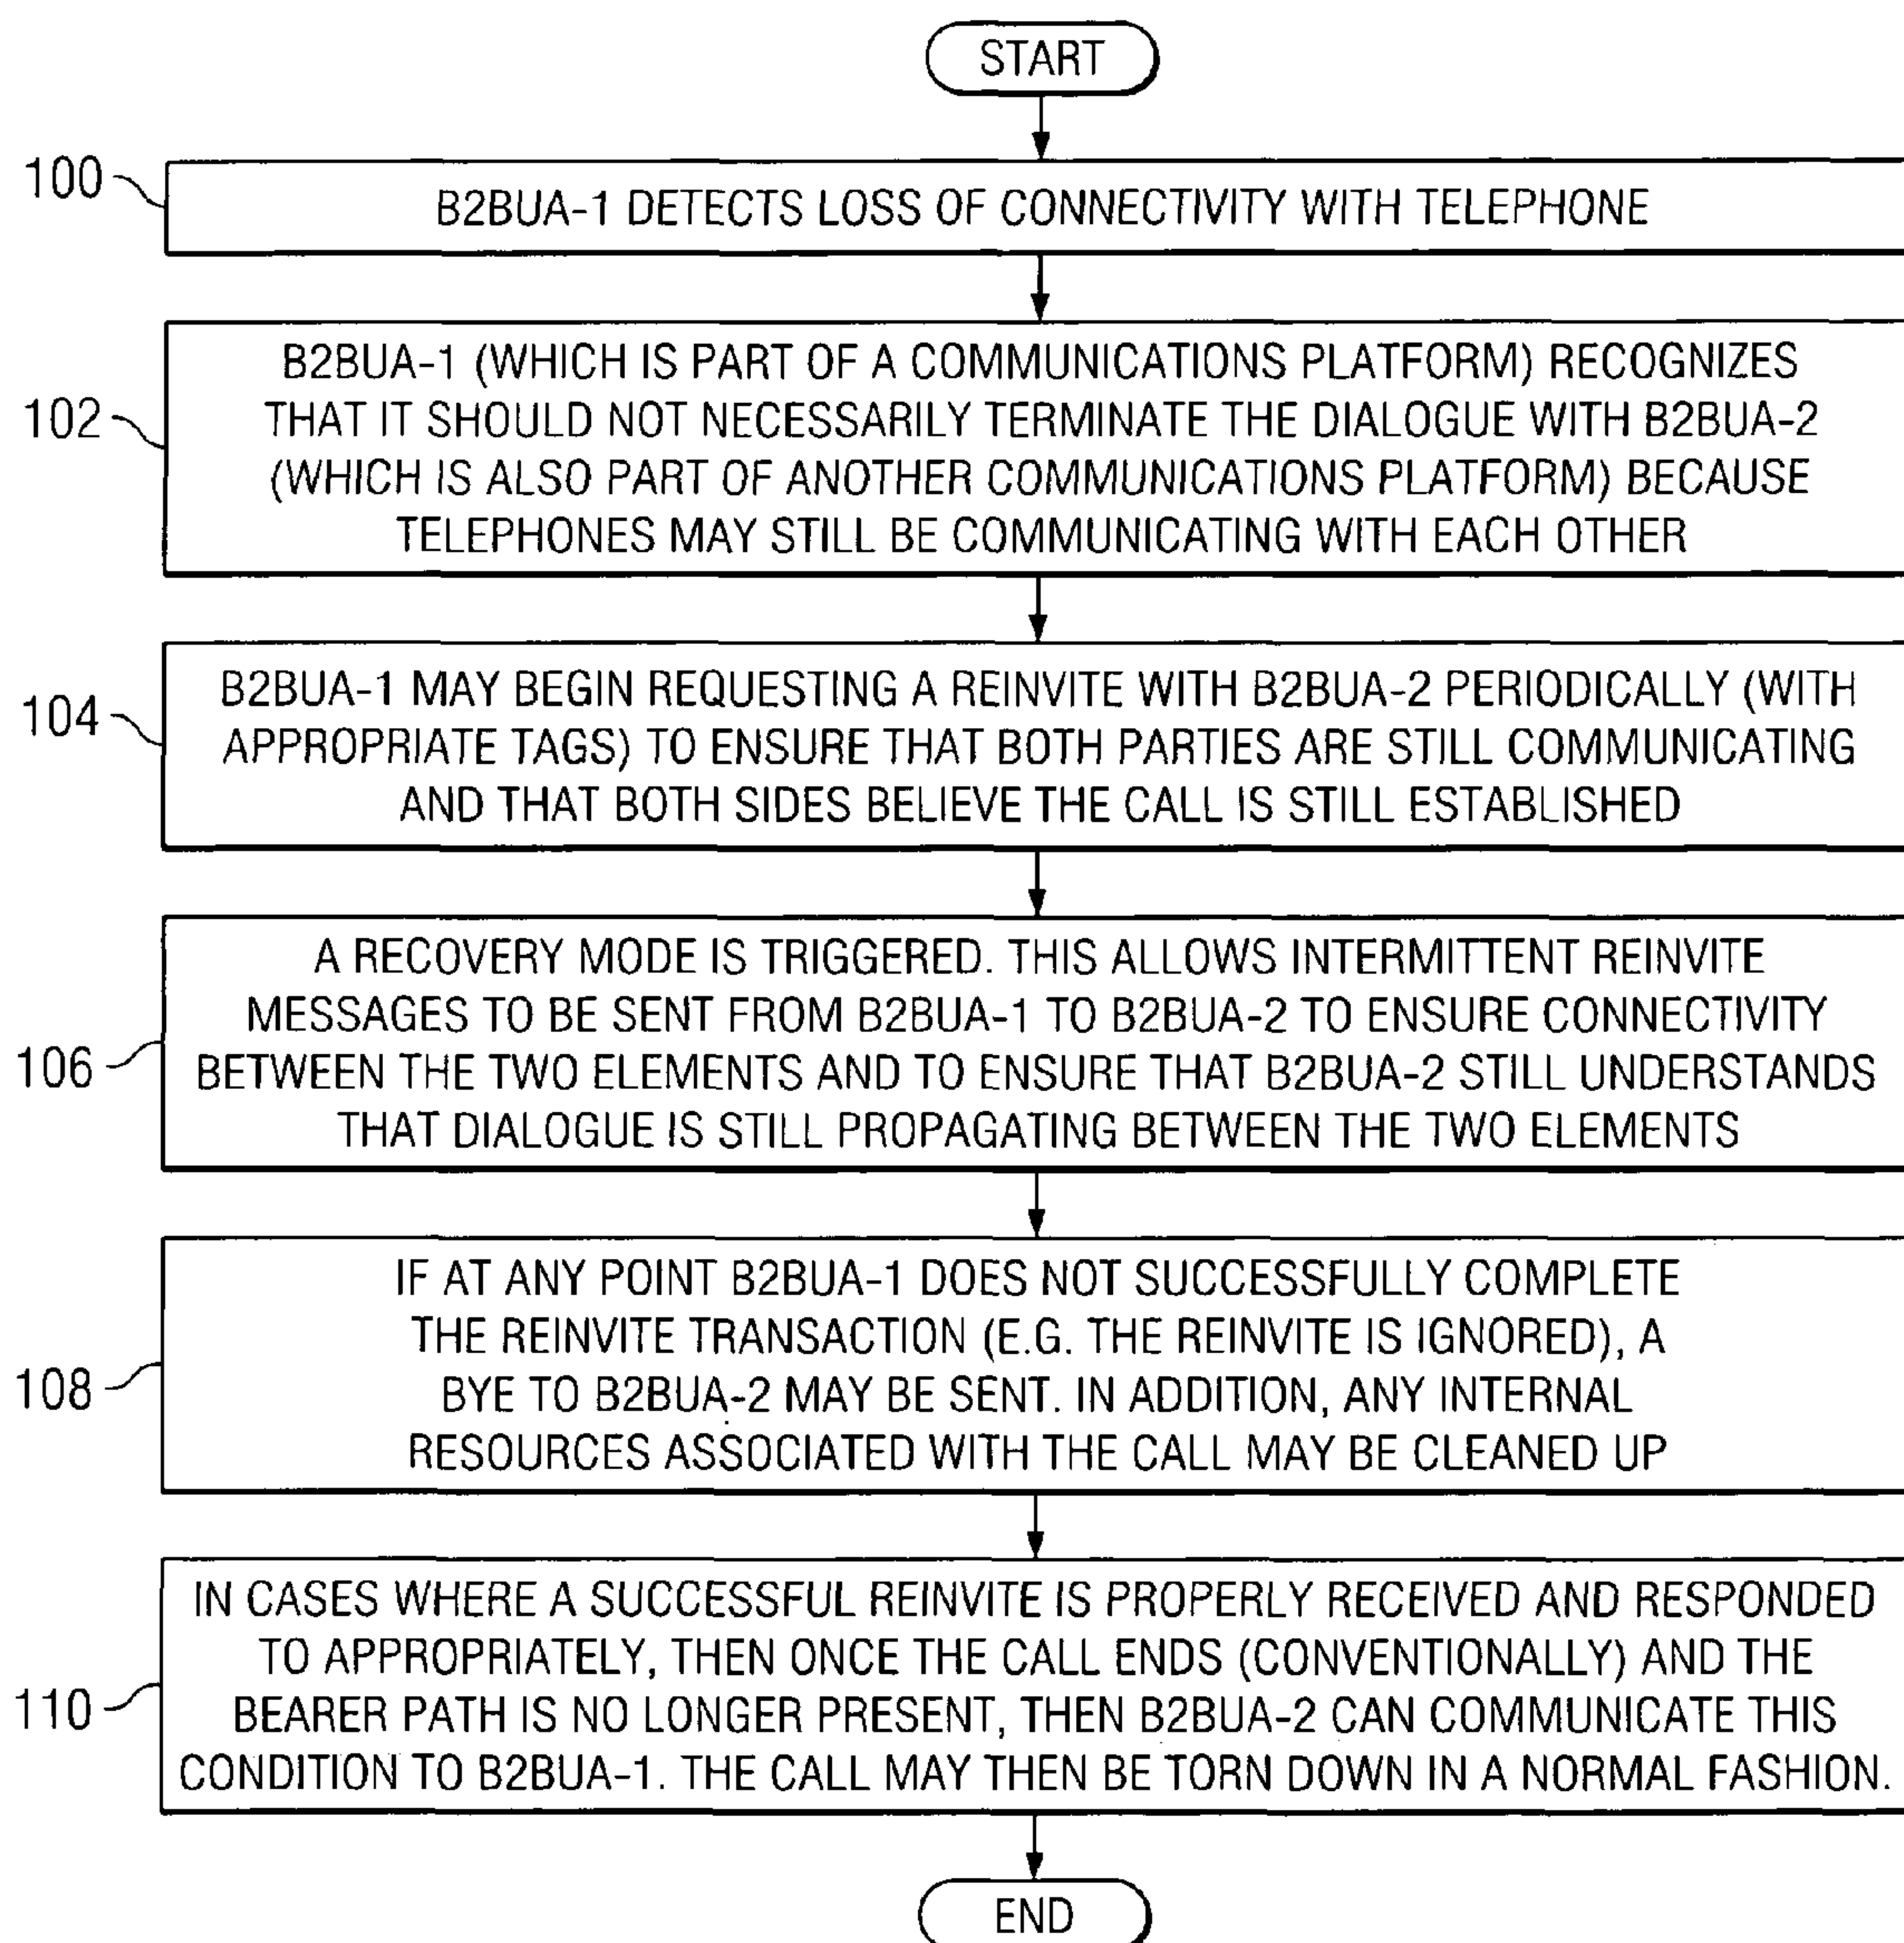 START
100
B2BUA-1 DETECTS LOSS OF CONNECTIVITY WITH TELEPHONE
102
B2BUA-1 (WHICH IS PART OF A COMMUNICATIONS PLATFORM) RECOGNIZES
THAT IT SHOULD NOT NECESSARILY TERMINATE THE DIALOGUE WITH B2BUA-2
(WHICH IS ALSO PART OF ANOTHER COMMUNICATIONS PLATFORM) BECAUSE
TELEPHONES MAY STILL BE COMMUNICATING WITH EACH OTHER
104
B2BUA-1 MAY BEGIN REQUESTING A REINVITE WITH B2BUA-2 PERIODICALLY (WITH
APPROPRIATE TAGS) TO ENSURE THAT BOTH PARTIES ARE STILL COMMUNICATING
AND THAT BOTH SIDES BELIEVE THE CALL IS STILL ESTABLISHED
106
A RECOVERY MODE IS TRIGGERED. THIS ALLOWS INTERMITTENT REINVITE
MESSAGES TO BE SENT FROM B2BUA-1 TO B2BUA-2 TO ENSURE CONNECTIVITY
BETWEEN THE TWO ELEMENTS AND TO ENSURE THAT B2BUA-2 STILL UNDERSTANDS
THAT DIALOGUE IS STILL PROPAGATING BETWEEN THE TWO ELEMENTS
108
IF AT ANY POINT B2BUA-1 DOES NOT SUCCESSFULLY COMPLETE
THE REINVITE TRANSACTION (E.G. THE REINVITE IS IGNORED), A
BYE TO B2BUA-2 MAY BE SENT. IN ADDITION, ANY INTERNAL
RESOURCES ASSOCIATED WITH THE CALL MAY BE CLEANED UP
110
IN CASES WHERE A SUCCESSFUL REINVITE IS PROPERLY RECEIVED AND RESPONDED
TO APPROPRIATELY, THEN ONCE THE CALL ENDS (CONVENTIONALLY) AND THE
BEARER PATH IS NO LONGER PRESENT, THEN B2BUA-2 CAN COMMUNICATE THIS
CONDITION TO B2BUA-1. THE CALL MAY THEN BE TORN DOWN IN A NORMAL FASHION.
END